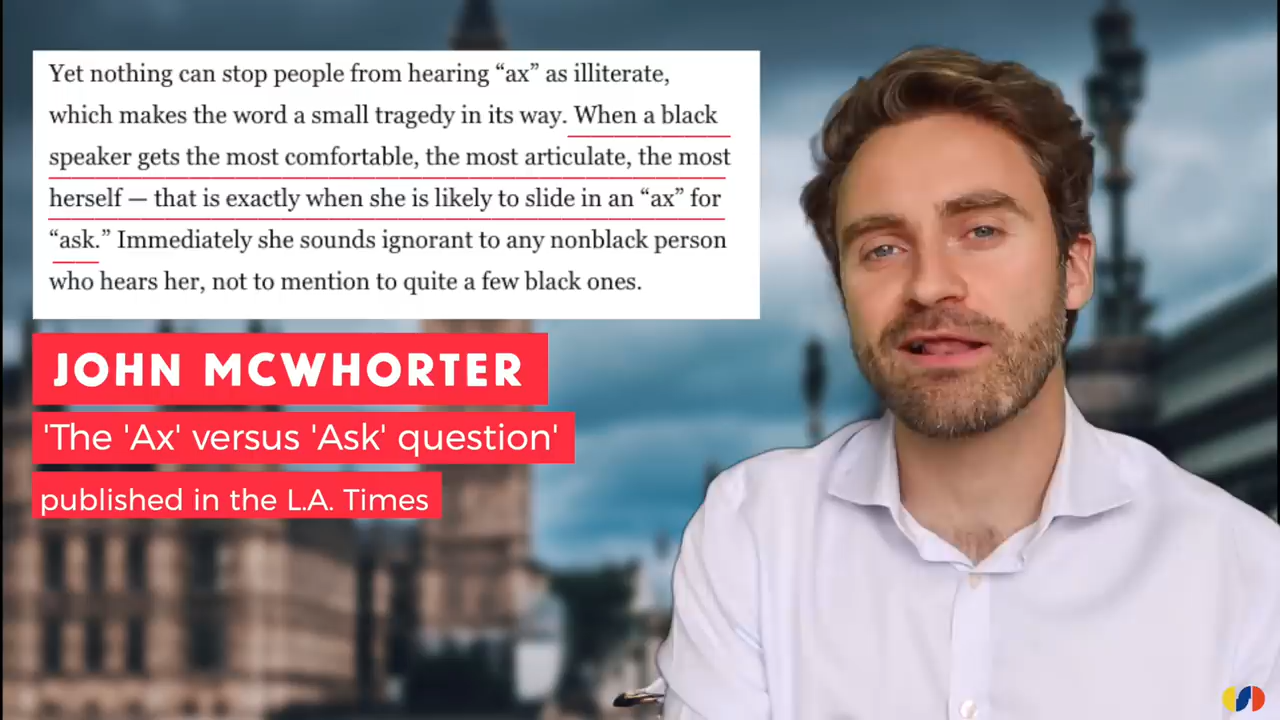 Yet nothing can stop people from hearing “ax” as illiterate,
which makes the word a small tragedy in its way. When a black
speaker gets the most comfortable, the most articulate, the most
herself — that is exactly when she is likely to slide in an “ax” for
“ask.” Immediately she sounds ignorant to any nonblack person
who hears her, not to mention to quite a few black ones.
JOHN MCWHORTER
'The 'Ax' versus 'Ask' question'
published in the L.A. Times